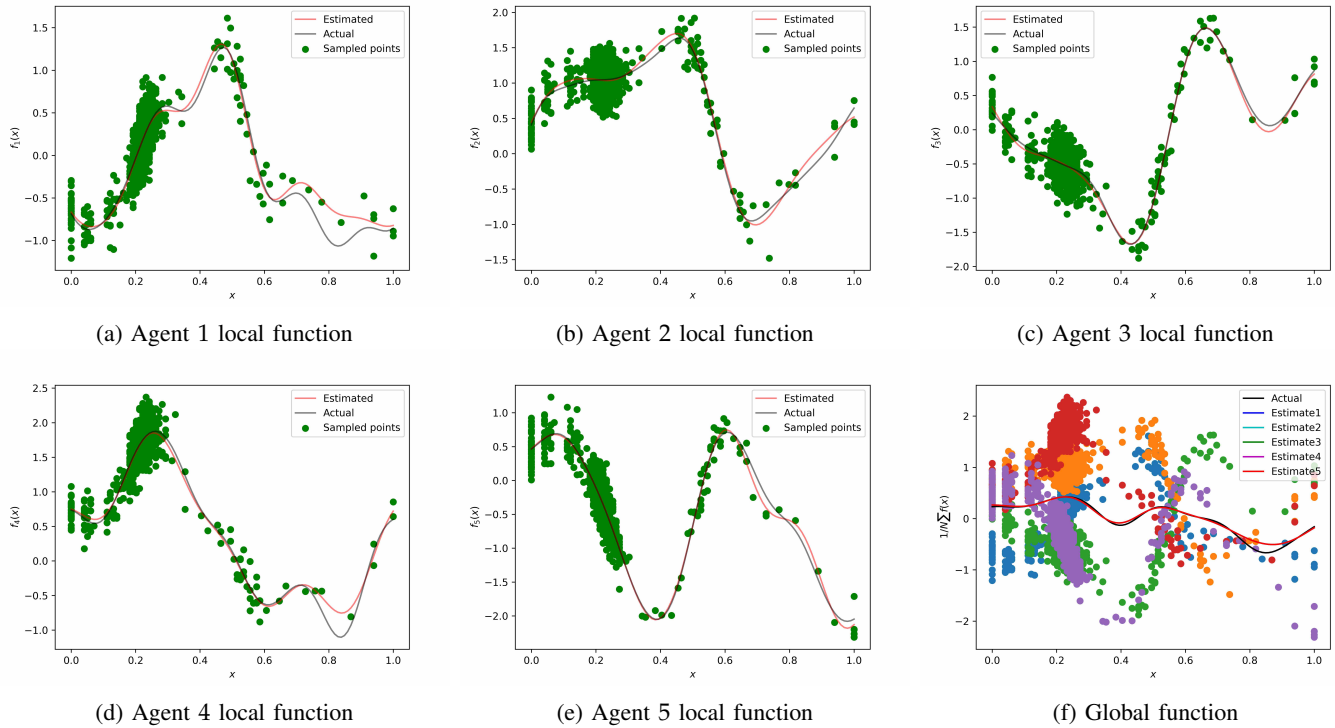 1.5
1.0
0.5
0.0
−0.5
−1.0
f₁(x)
0.0 0.2 0.4 0.6 0.8 1.0
x
Estimated
Actual
Sampled points
(a) Agent 1 local function
2.0
1.5
1.0
0.5
0.0
−0.5
−1.0
−1.5
f₂(x)
0.0 0.2 0.4 0.6 0.8 1.0
x
Estimated
Actual
Sampled points
(b) Agent 2 local function
1.5
1.0
0.5
0.0
−0.5
−1.0
−1.5
−2.0
f₃(x)
0.0 0.2 0.4 0.6 0.8 1.0
x
Estimated
Actual
Sampled points
(c) Agent 3 local function
2.5
2.0
1.5
1.0
0.5
0.0
−0.5
−1.0
f₄(x)
0.0 0.2 0.4 0.6 0.8 1.0
x
Estimated
Actual
Sampled points
(d) Agent 4 local function
1.5
1.0
0.5
0.0
−0.5
−1.0
−1.5
−2.0
−2.5
f₅(x)
0.0 0.2 0.4 0.6 0.8 1.0
x
Estimated
Actual
Sampled points
(e) Agent 5 local function
2
1
0
−1
−2
1/N∑f(x)
0.0 0.2 0.4 0.6 0.8 1.0
x
Actual
Estimate1
Estimate2
Estimate3
Estimate4
Estimate5
(f) Global function